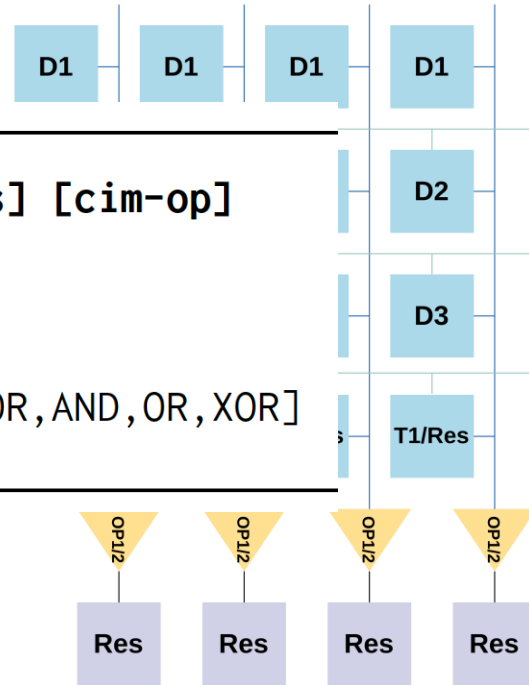 D1 D1 D1 D1
s] [cim-op]
D2
D3
OR,AND,OR,XOR]
s T1/Res
OP1/2 OP1/2 OP1/2 OP1/2
Res Res Res Res